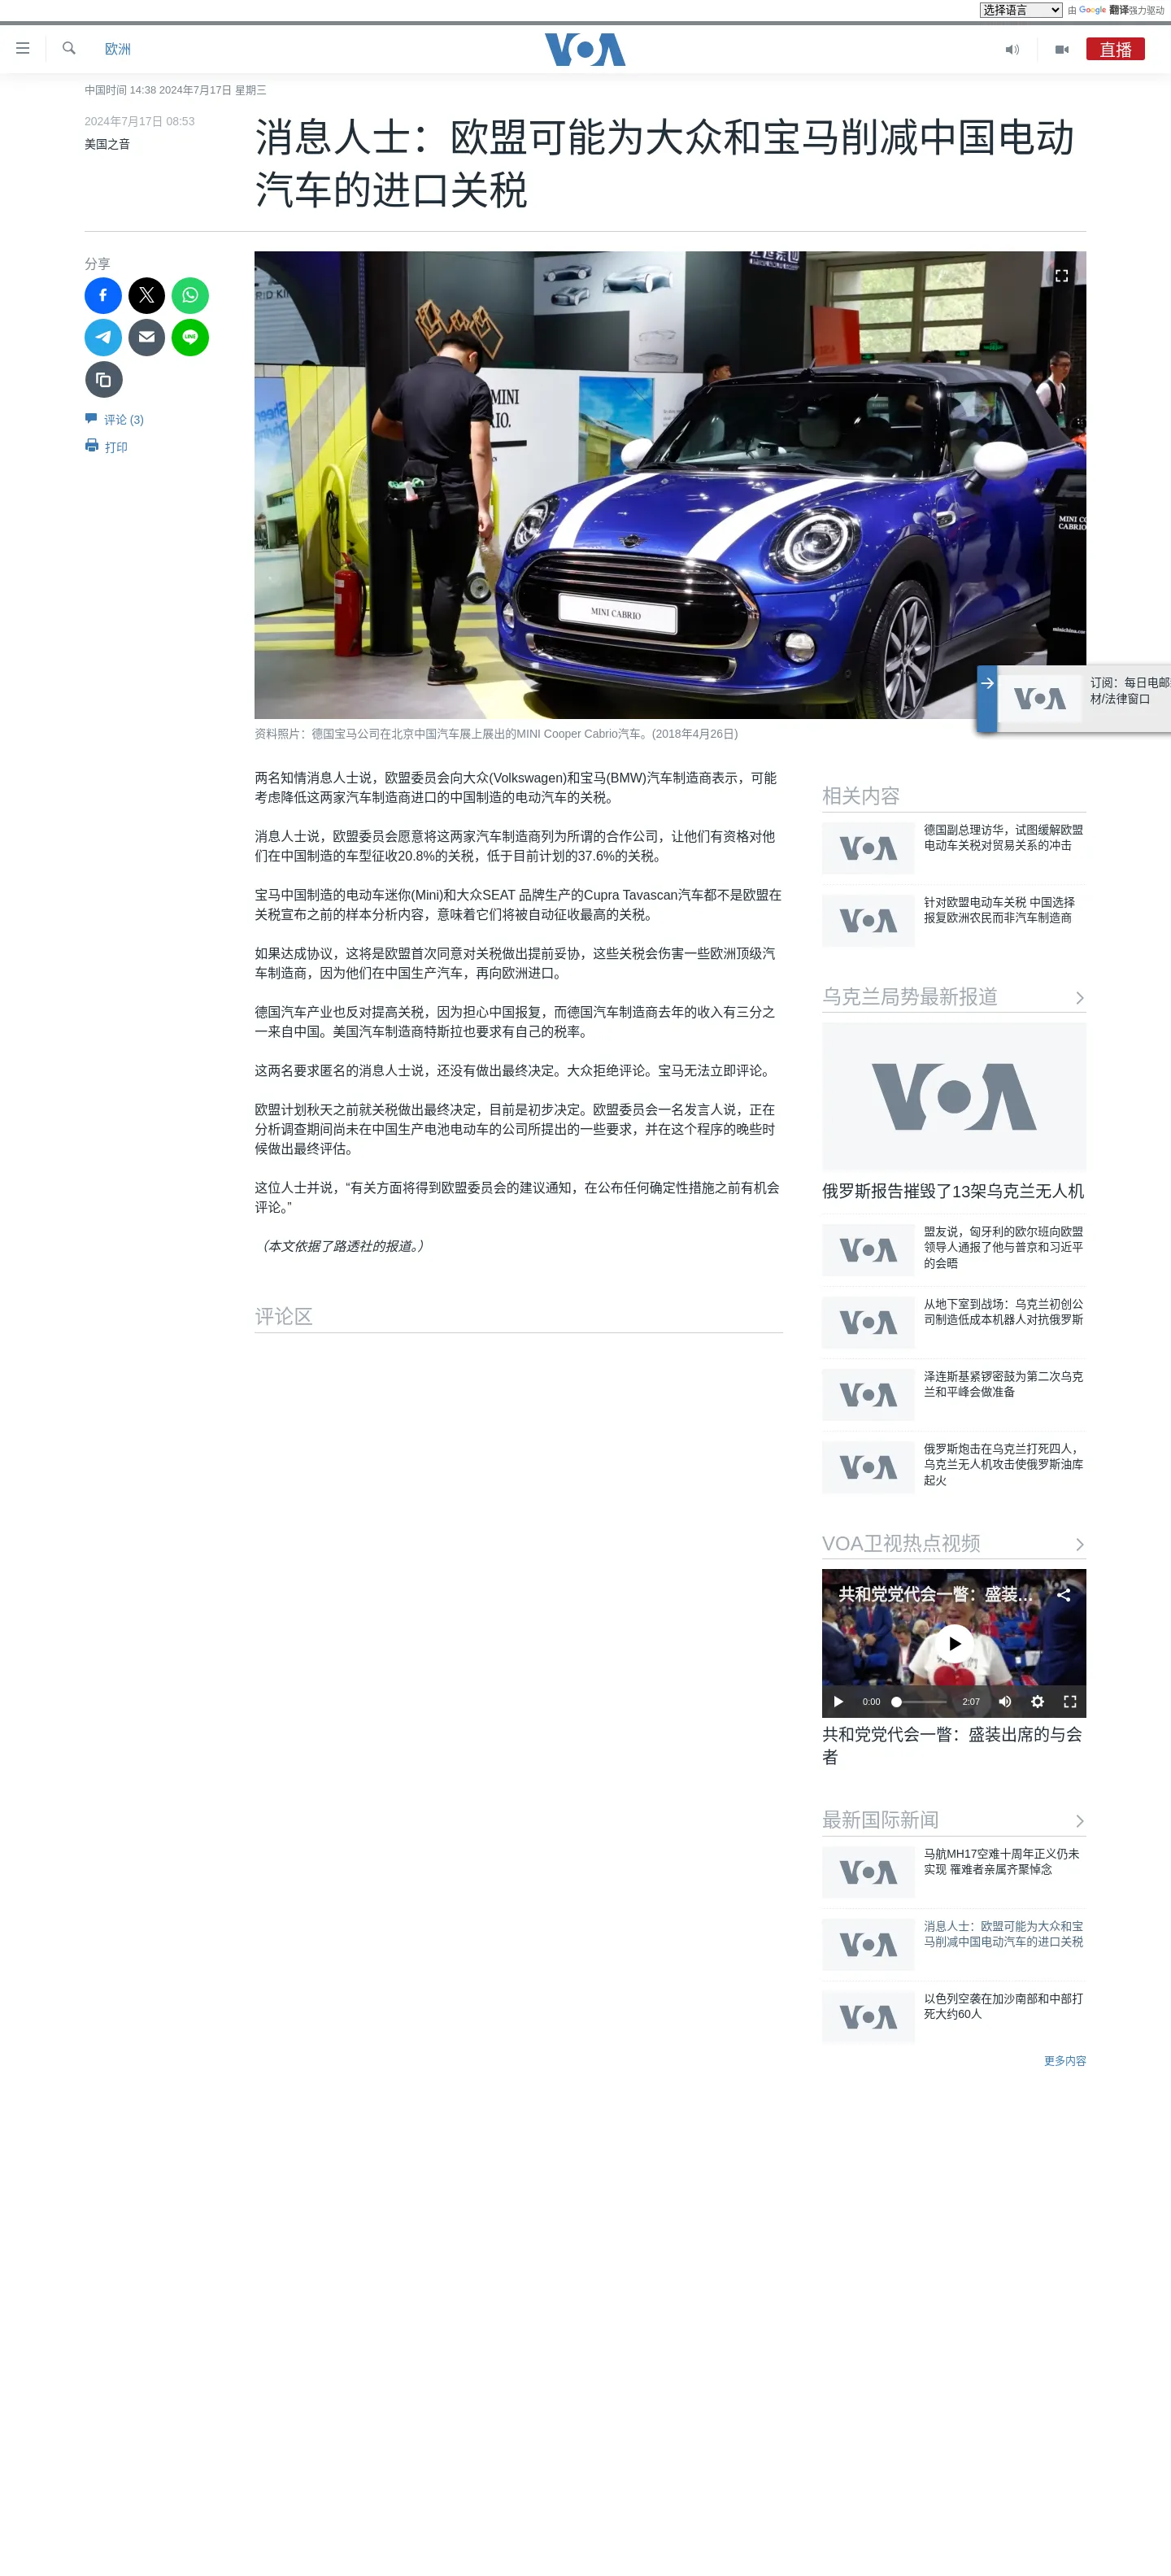 选择语言
由 Google 翻译强力驱动
欧洲
VOA
直播
中国时间 14:38 2024年7月17日 星期三
2024年7月17日 08:53
美国之音
消息人士：欧盟可能为大众和宝马削减中国电动
汽车的进口关税
分享
评论 (3)
打印
MINI
MINI CABRIO
minichina.com
资料照片：德国宝马公司在北京中国汽车展上展出的MINI Cooper Cabrio汽车。(2018年4月26日)
VOA
订阅：每日电邮
材/法律窗口
两名知情消息人士说，欧盟委员会向大众(Volkswagen)和宝马(BMW)汽车制造商表示，可能
考虑降低这两家汽车制造商进口的中国制造的电动汽车的关税。
消息人士说，欧盟委员会愿意将这两家汽车制造商列为所谓的合作公司，让他们有资格对他
们在中国制造的车型征收20.8%的关税，低于目前计划的37.6%的关税。
宝马中国制造的电动车迷你(Mini)和大众SEAT 品牌生产的Cupra Tavascan汽车都不是欧盟在
关税宣布之前的样本分析内容，意味着它们将被自动征收最高的关税。
如果达成协议，这将是欧盟首次同意对关税做出提前妥协，这些关税会伤害一些欧洲顶级汽
车制造商，因为他们在中国生产汽车，再向欧洲进口。
德国汽车产业也反对提高关税，因为担心中国报复，而德国汽车制造商去年的收入有三分之
一来自中国。美国汽车制造商特斯拉也要求有自己的税率。
这两名要求匿名的消息人士说，还没有做出最终决定。大众拒绝评论。宝马无法立即评论。
欧盟计划秋天之前就关税做出最终决定，目前是初步决定。欧盟委员会一名发言人说，正在
分析调查期间尚未在中国生产电池电动车的公司所提出的一些要求，并在这个程序的晚些时
候做出最终评估。
这位人士并说，“有关方面将得到欧盟委员会的建议通知，在公布任何确定性措施之前有机会
评论。”
（本文依据了路透社的报道。）
评论区
相关内容
VOA
德国副总理访华，试图缓解欧盟
电动车关税对贸易关系的冲击
VOA
针对欧盟电动车关税 中国选择
报复欧洲农民而非汽车制造商
乌克兰局势最新报道
VOA
俄罗斯报告摧毁了13架乌克兰无人机
VOA
盟友说，匈牙利的欧尔班向欧盟
领导人通报了他与普京和习近平
的会晤
VOA
从地下室到战场：乌克兰初创公
司制造低成本机器人对抗俄罗斯
VOA
泽连斯基紧锣密鼓为第二次乌克
兰和平峰会做准备
VOA
俄罗斯炮击在乌克兰打死四人，
乌克兰无人机攻击使俄罗斯油库
起火
VOA卫视热点视频
共和党党代会一瞥：盛装...
0:00
2:07
共和党党代会一瞥：盛装出席的与会
者
最新国际新闻
VOA
马航MH17空难十周年正义仍未
实现 罹难者亲属齐聚悼念
VOA
消息人士：欧盟可能为大众和宝
马削减中国电动汽车的进口关税
VOA
以色列空袭在加沙南部和中部打
死大约60人
更多内容